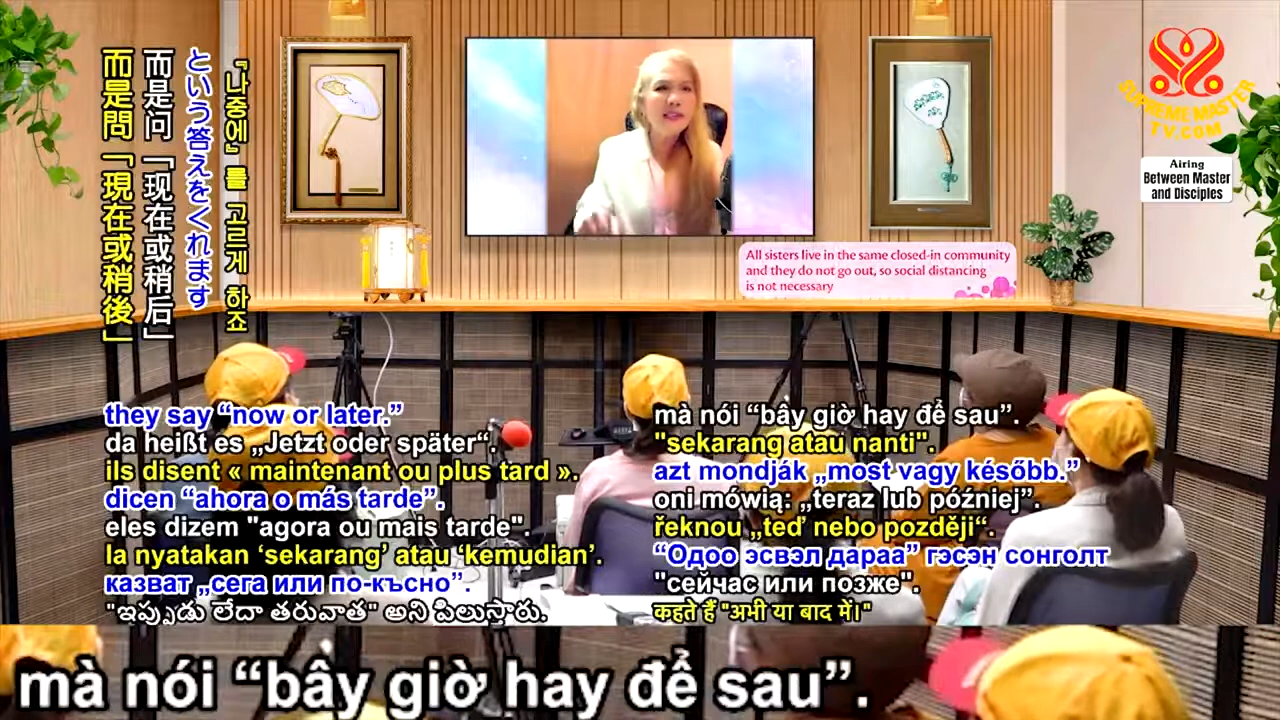 『나중에』를 고르게 하죠
という答えをくれます
而是问「现在或稍后」
而是問「現在或稍後」
SUPREME MASTER
TV.COM
Airing
Between Master
and Disciples
All sisters live in the same closed-in community
and they do not go out, so social distancing
is not necessary
they say “now or later.”
da heißt es „Jetzt oder später“.
ils disent « maintenant ou plus tard ».
dicen “ahora o más tarde”.
eles dizem "agora ou mais tarde".
Ia nyatakan ‘sekarang’ atau ‘kemudian’.
казват „сега или по-късно”.
"ఇప్పుడు లేదా తరువాత" అని పిలుస్తారు.
mà nói “bây giờ hay để sau”.
"sekarang atau nanti".
azt mondják „most vagy később.”
oni mówią: „teraz lub później”.
řeknou „teď nebo později“.
“Одоо эсвэл дараа” гэсэн сонголт
"сейчас или позже".
कहते हैं "अभी या बाद में।"
mà nói “bây giờ hay để sau”.